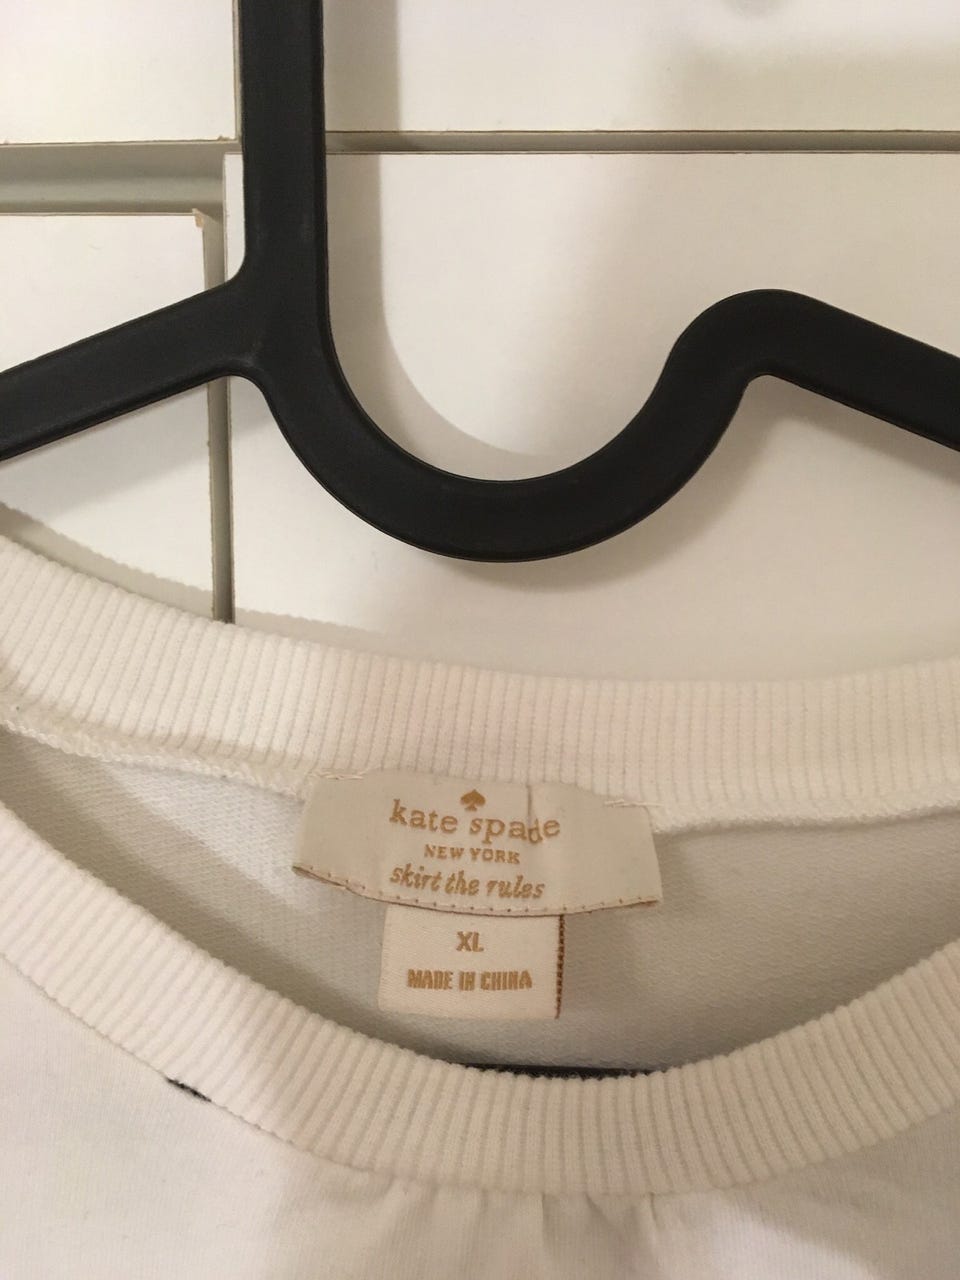 kate spade
NEW YORK
skirt the rules
XL
MADE IN CHINA